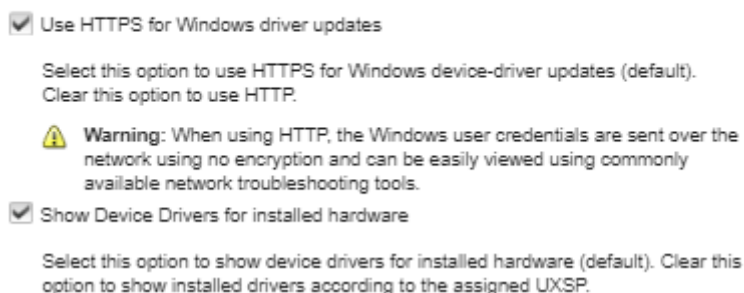 Use HTTPS for Windows driver updates
Select this option to use HTTPS for Windows device-driver updates (default).
Clear this option to use HTTP.
Warning: When using HTTP, the Windows user credentials are sent over the
network using no encryption and can be easily viewed using commonly
available network troubleshooting tools.
Show Device Drivers for installed hardware
Select this option to show device drivers for installed hardware (default). Clear this
option to show installed drivers according to the assigned UXSP.